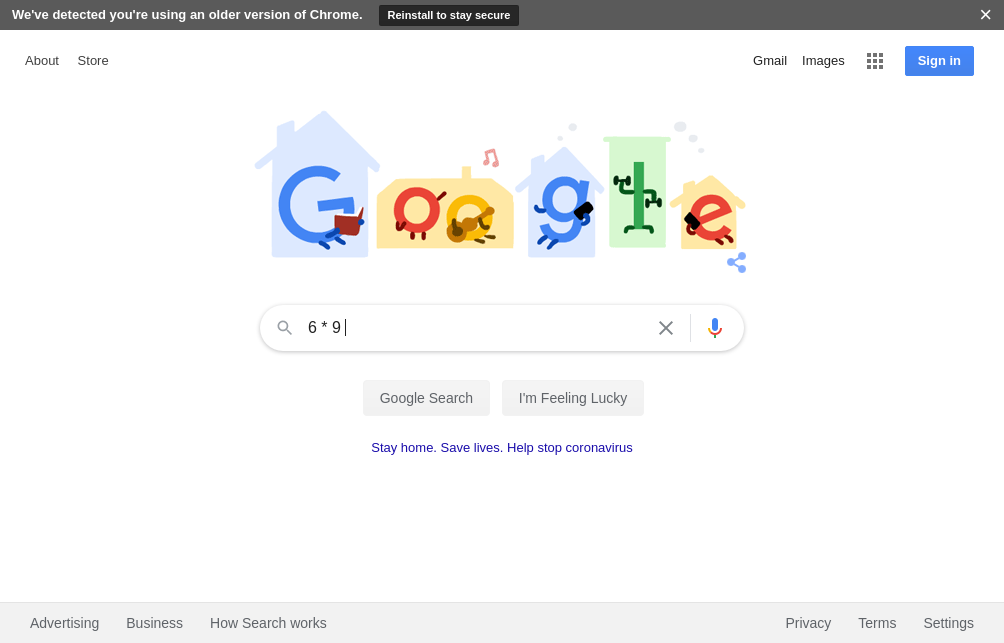 We've detected you're using an older version of Chrome. Reinstall to stay secure
About Store Gmail Images Sign in
Google
6 * 9
Google Search I'm Feeling Lucky
Stay home. Save lives. Help stop coronavirus
Advertising Business How Search works Privacy Terms Settings